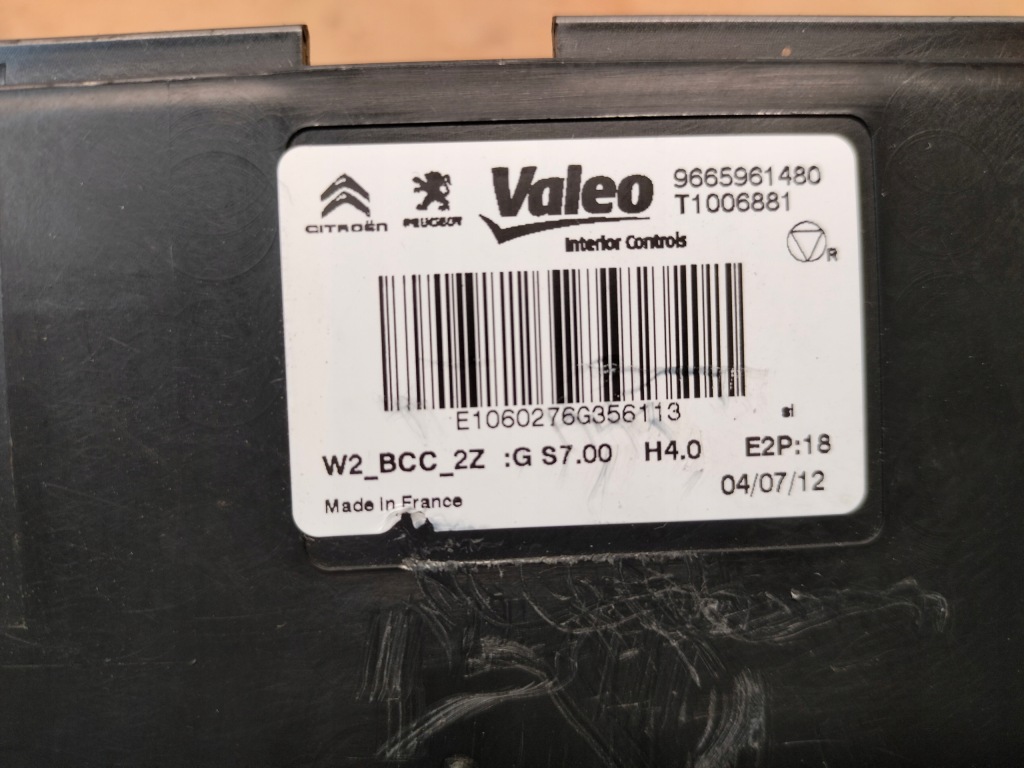 CITROËN
PEUGEOT
Valeo
Interior Controls
9665961480
T1006881
R
E1060276G356113
si
W2_BCC_2Z :G S7.00 H4.0 E2P:18
Made in France
04/07/12